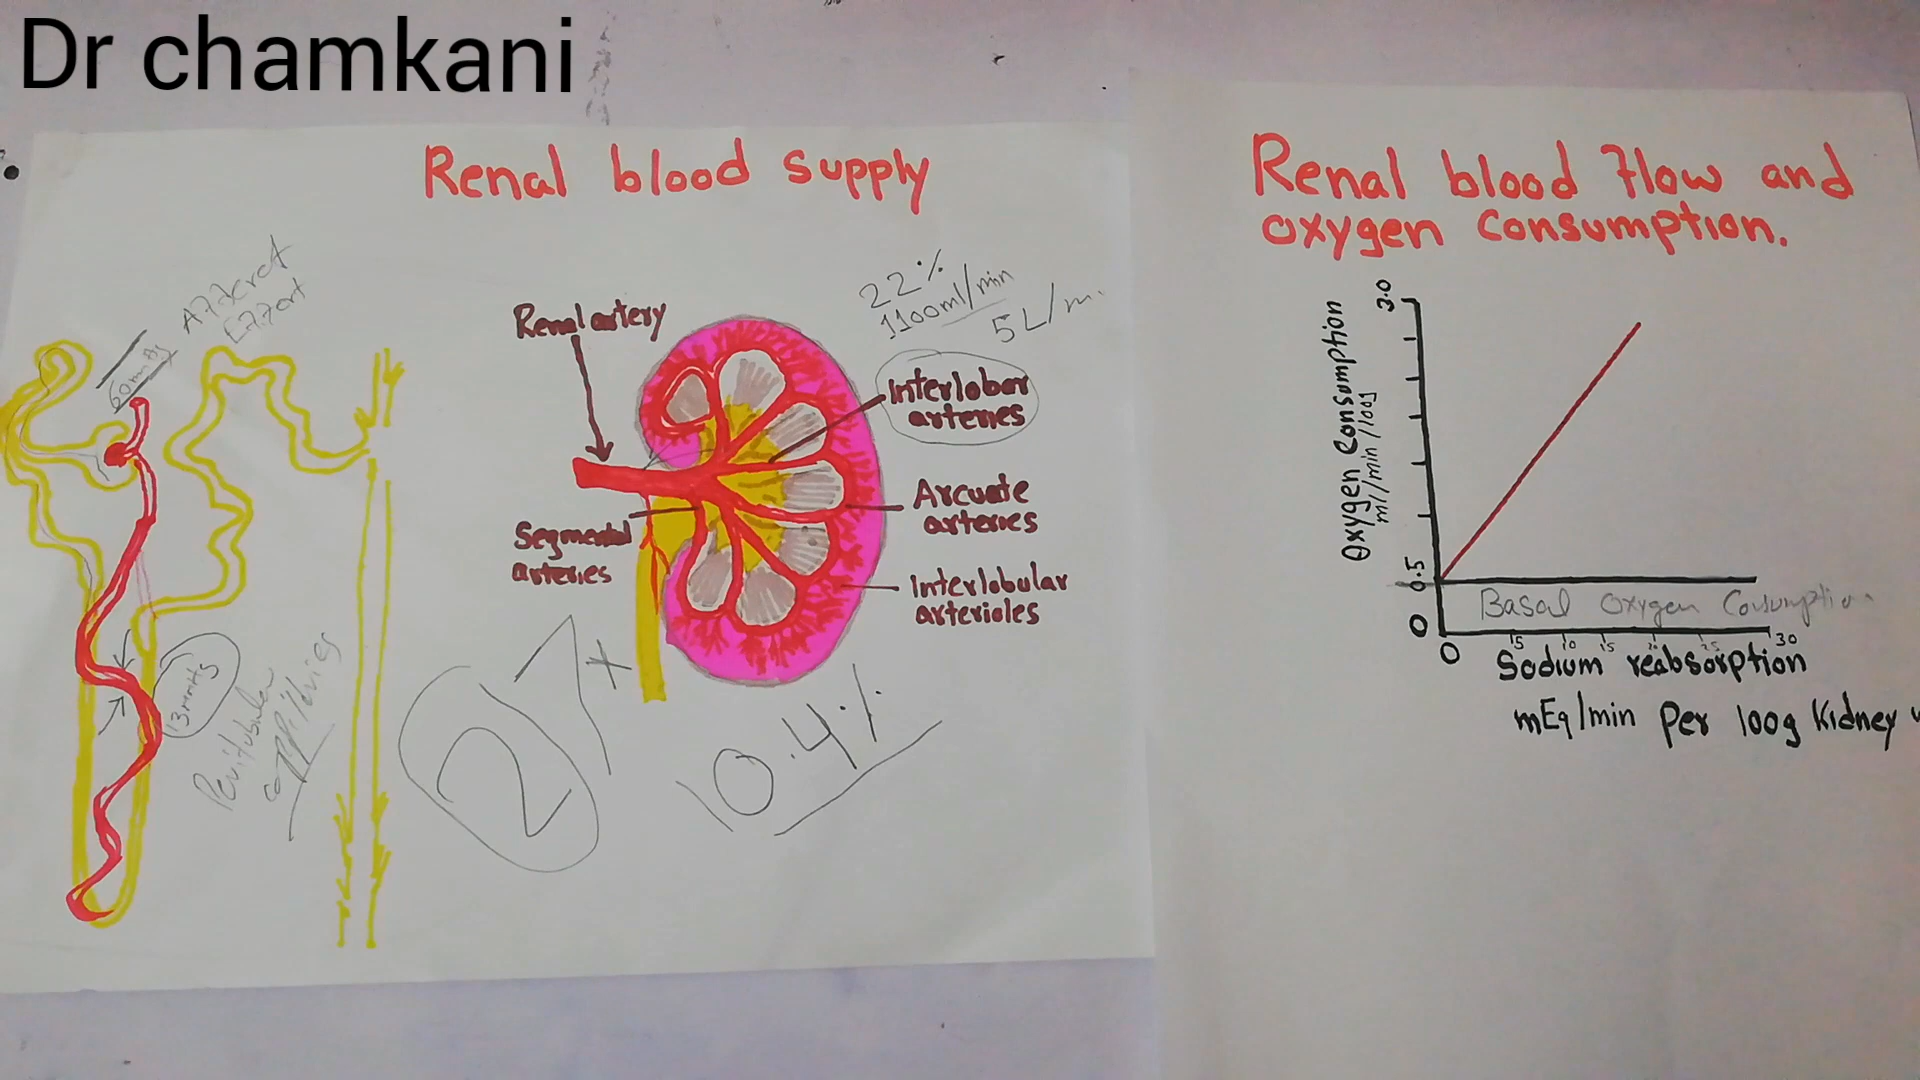 Dr chamkani
Renal blood supply
Afferet
Effert
60mmHg
22%
1100ml/min
5L/m
Renal artery
Interlobar
arteries
Arcuate
arteries
Segmental
arteries
Interlobular
arterioles
13mmHg
Peritubular
capillaries
2
0.4%
Renal blood flow and
oxygen consumption.
3.0
Oxygen Consumption
ml/min/100g
0.5
Basal Oxygen Consumption
0
0 5 10 15 20 25 30
Sodium reabsorption
mEq/min Per 100g Kidney